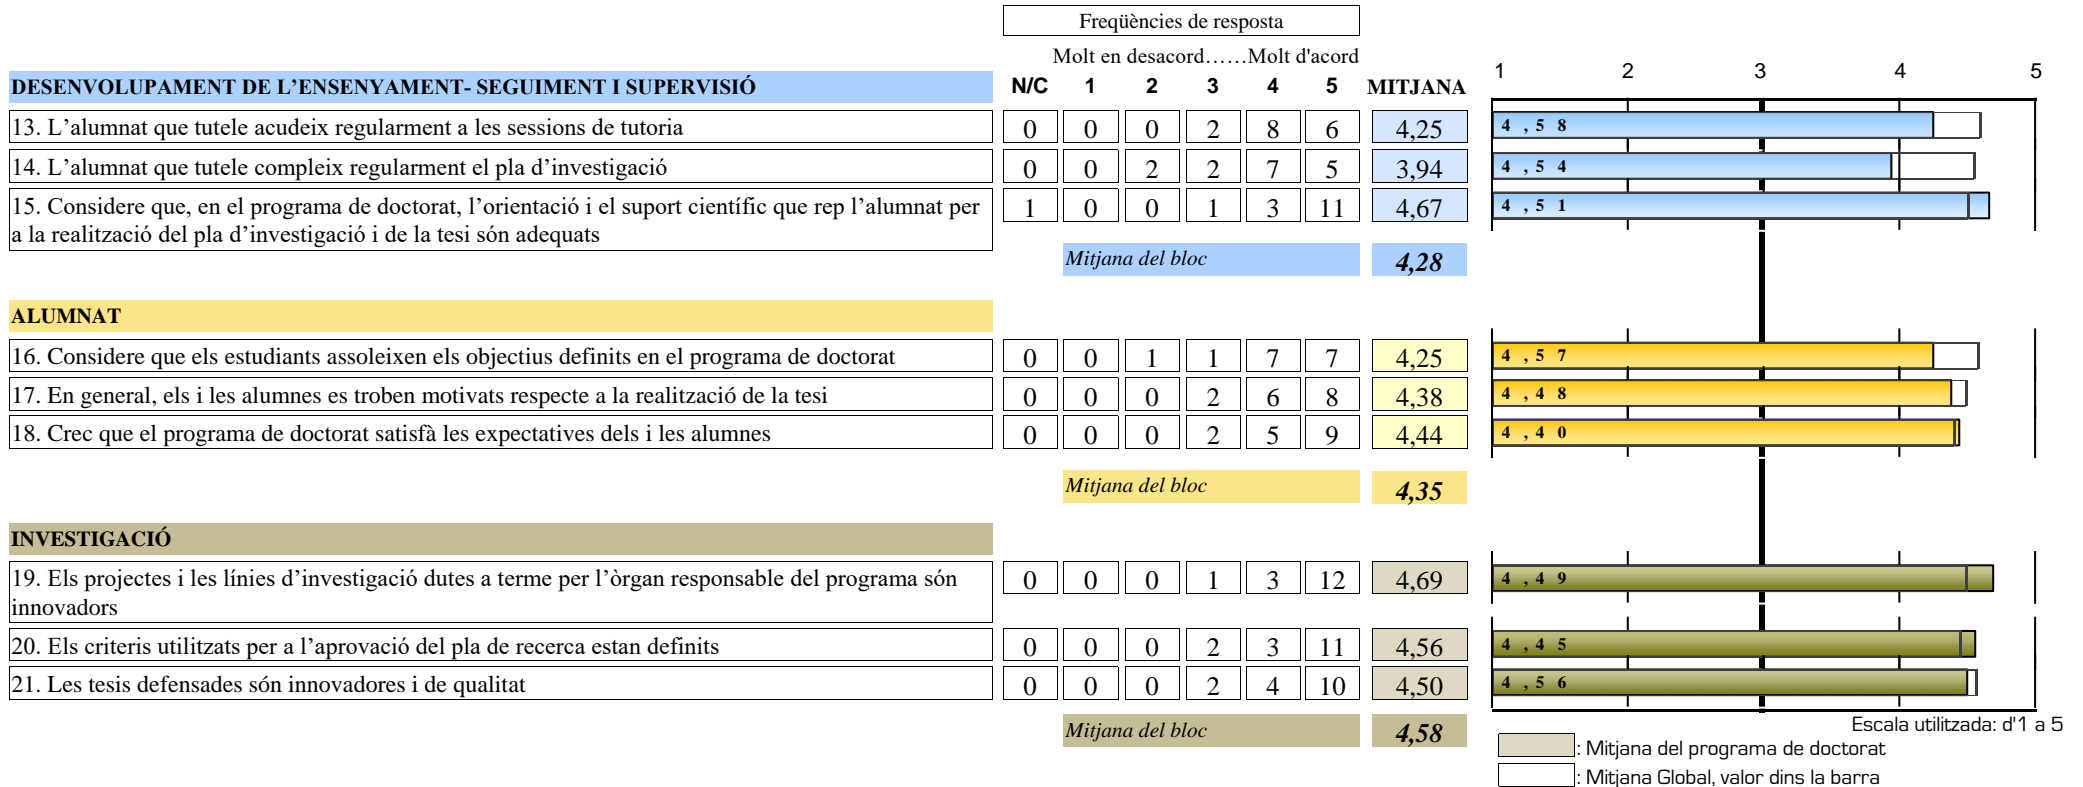 Freqüències de resposta
Molt en desacord……Molt d'acord
DESENVOLUPAMENT DE L’ENSENYAMENT- SEGUIMENT I SUPERVISIÓ N/C 1 2 3 4 5 MITJANA 1 2 3 4 5
13. L’alumnat que tutele acudeix regularment a les sessions de tutoria 0 0 0 2 8 6 4,25 4,58
14. L’alumnat que tutele compleix regularment el pla d’investigació 0 0 2 2 7 5 3,94 4,54
15. Considere que, en el programa de doctorat, l’orientació i el suport científic que rep l’alumnat per 1 0 0 1 3 11 4,67 4,51
a la realització del pla d’investigació i de la tesi són adequats
Mitjana del bloc 4,28
ALUMNAT
16. Considere que els estudiants assoleixen els objectius definits en el programa de doctorat 0 0 1 1 7 7 4,25 4,57
17. En general, els i les alumnes es troben motivats respecte a la realització de la tesi 0 0 0 2 6 8 4,38 4,48
18. Crec que el programa de doctorat satisfà les expectatives dels i les alumnes 0 0 0 2 5 9 4,44 4,40
Mitjana del bloc 4,35
INVESTIGACIÓ
19. Els projectes i les línies d’investigació dutes a terme per l’òrgan responsable del programa són 0 0 0 1 3 12 4,69 4,49
innovadors
20. Els criteris utilitzats per a l’aprovació del pla de recerca estan definits 0 0 0 2 3 11 4,56 4,45
21. Les tesis defensades són innovadores i de qualitat 0 0 0 2 4 10 4,50 4,56
Mitjana del bloc 4,58
Escala utilitzada: d'1 a 5
: Mitjana del programa de doctorat
: Mitjana Global, valor dins la barra